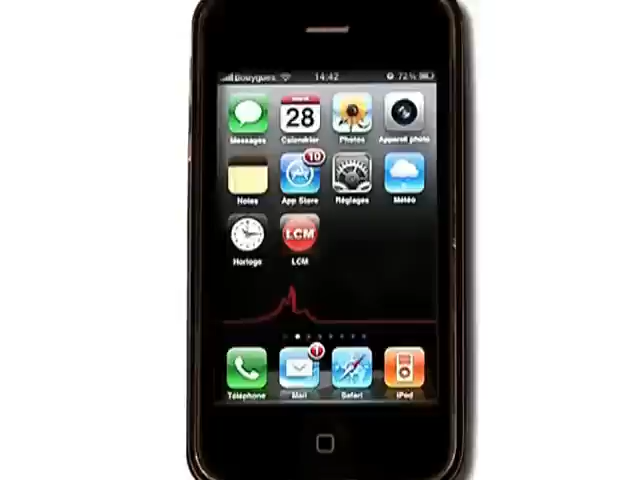 Bouygues 14:42 72 %
28
Messages Calendrier Photos Appareil photo
10
Notes App Store Réglages Météo
LCM
Horloge LCM
1
Téléphone Mail Safari iPod